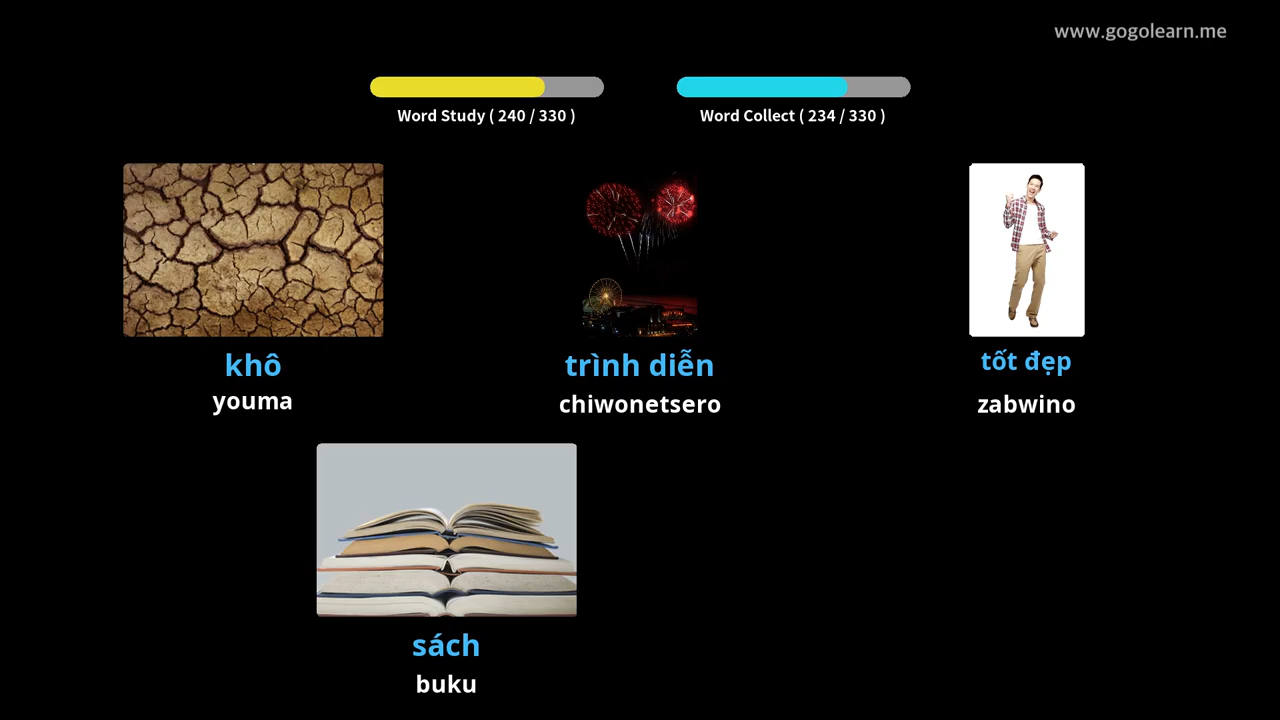 www.gogolearn.me
Word Study ( 240 / 330 )
Word Collect ( 234 / 330 )
khô
youma
trình diễn
chiwonetsero
tốt đẹp
zabwino
sách
buku